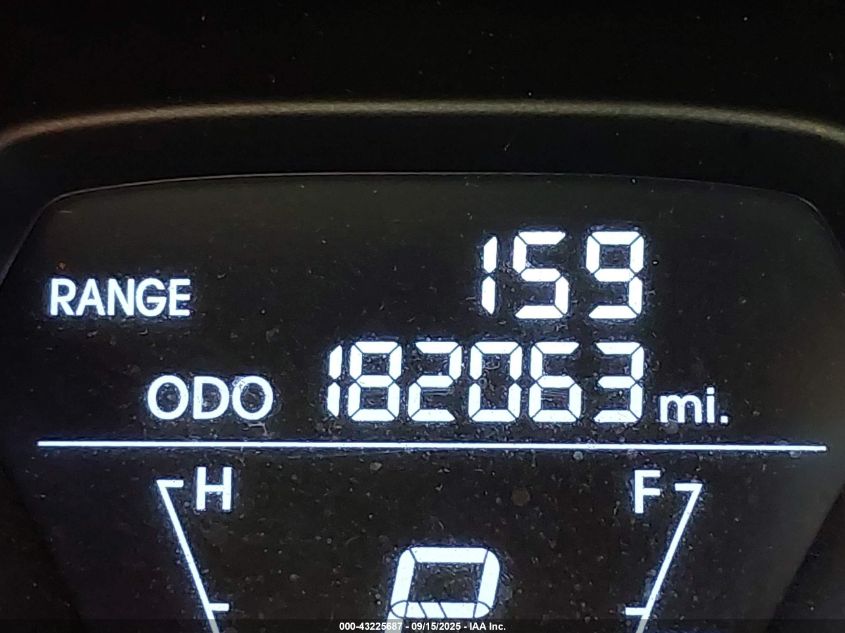 RANGE 159
ODO 182063 mi.
H F
P
000-43225687 - 09/15/2025 - IAA Inc.